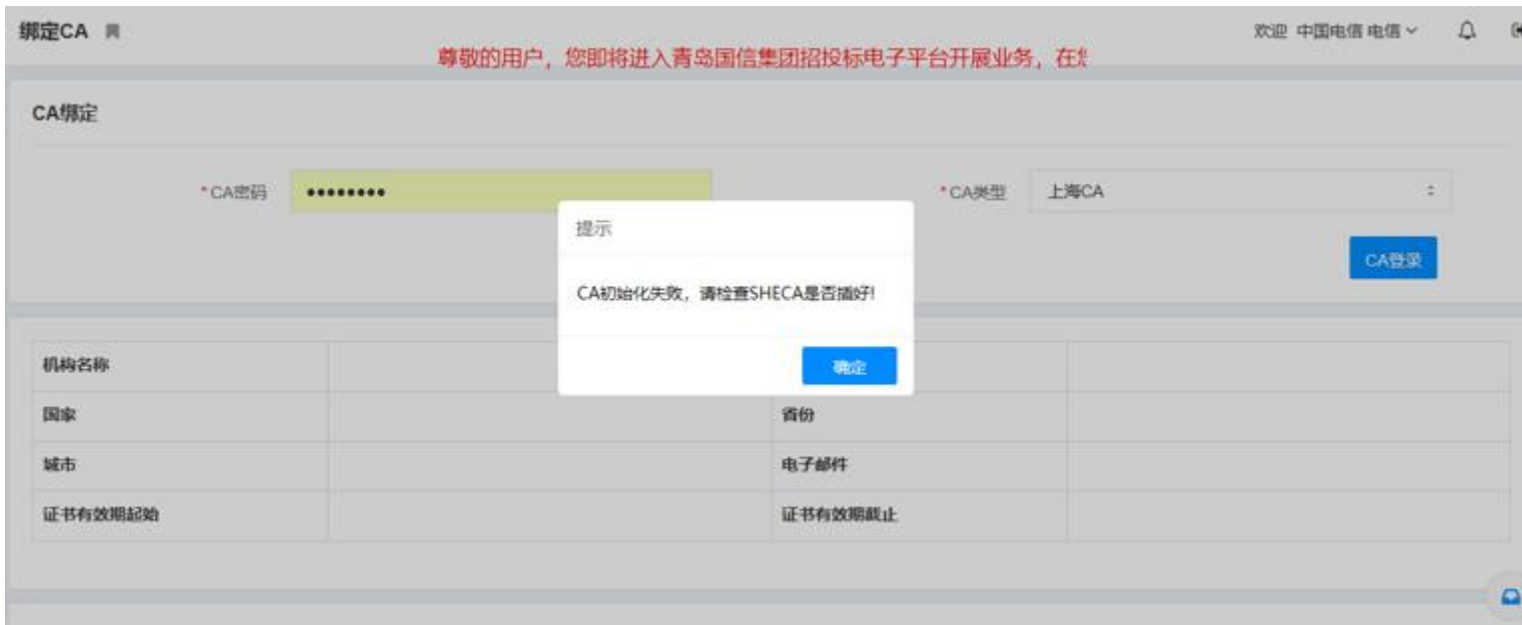 绑定CA
欢迎 中国电信 电信
尊敬的用户，您即将进入青岛国信集团招投标电子平台开展业务，在
CA绑定
*CA密码 ••••••••
*CA类型 上海CA
CA登录
提示
CA初始化失败，请检查SHECA是否插好!
确定
机构名称
国家 省份
城市 电子邮件
证书有效期起始 证书有效期截止